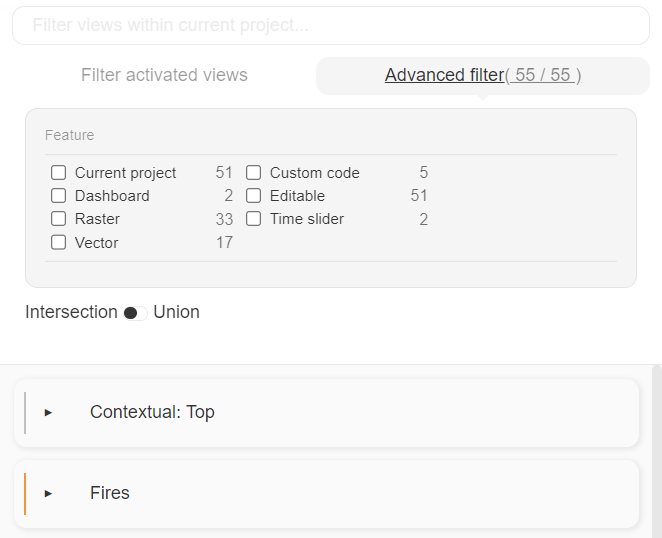 Filter views within current project...
Filter activated views
Advanced filter( 55 / 55 )
Feature
Current project 51 Custom code 5
Dashboard 2 Editable 51
Raster 33 Time slider 2
Vector 17
Intersection Union
Contextual: Top
Fires